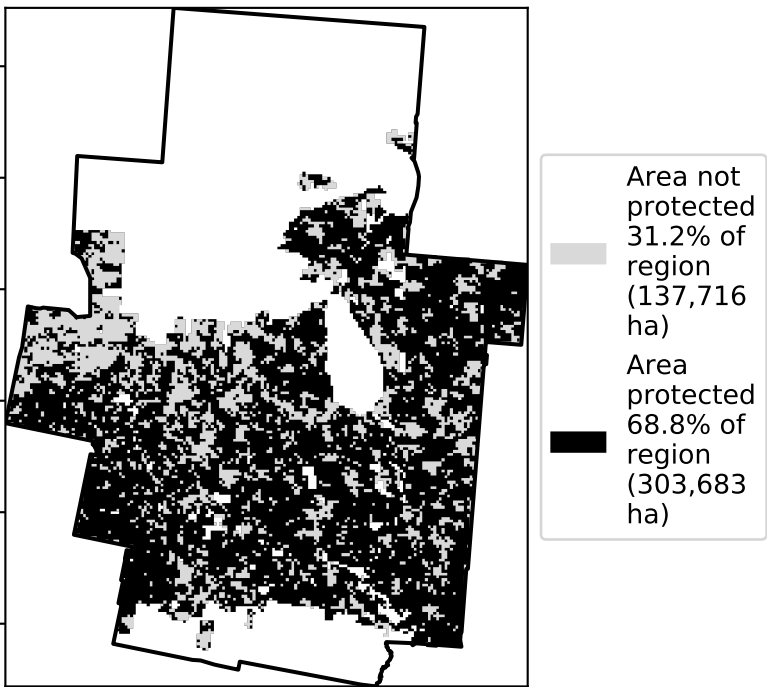 Area not
protected
31.2% of
region
(137,716
ha)
Area
protected
68.8% of
region
(303,683
ha)